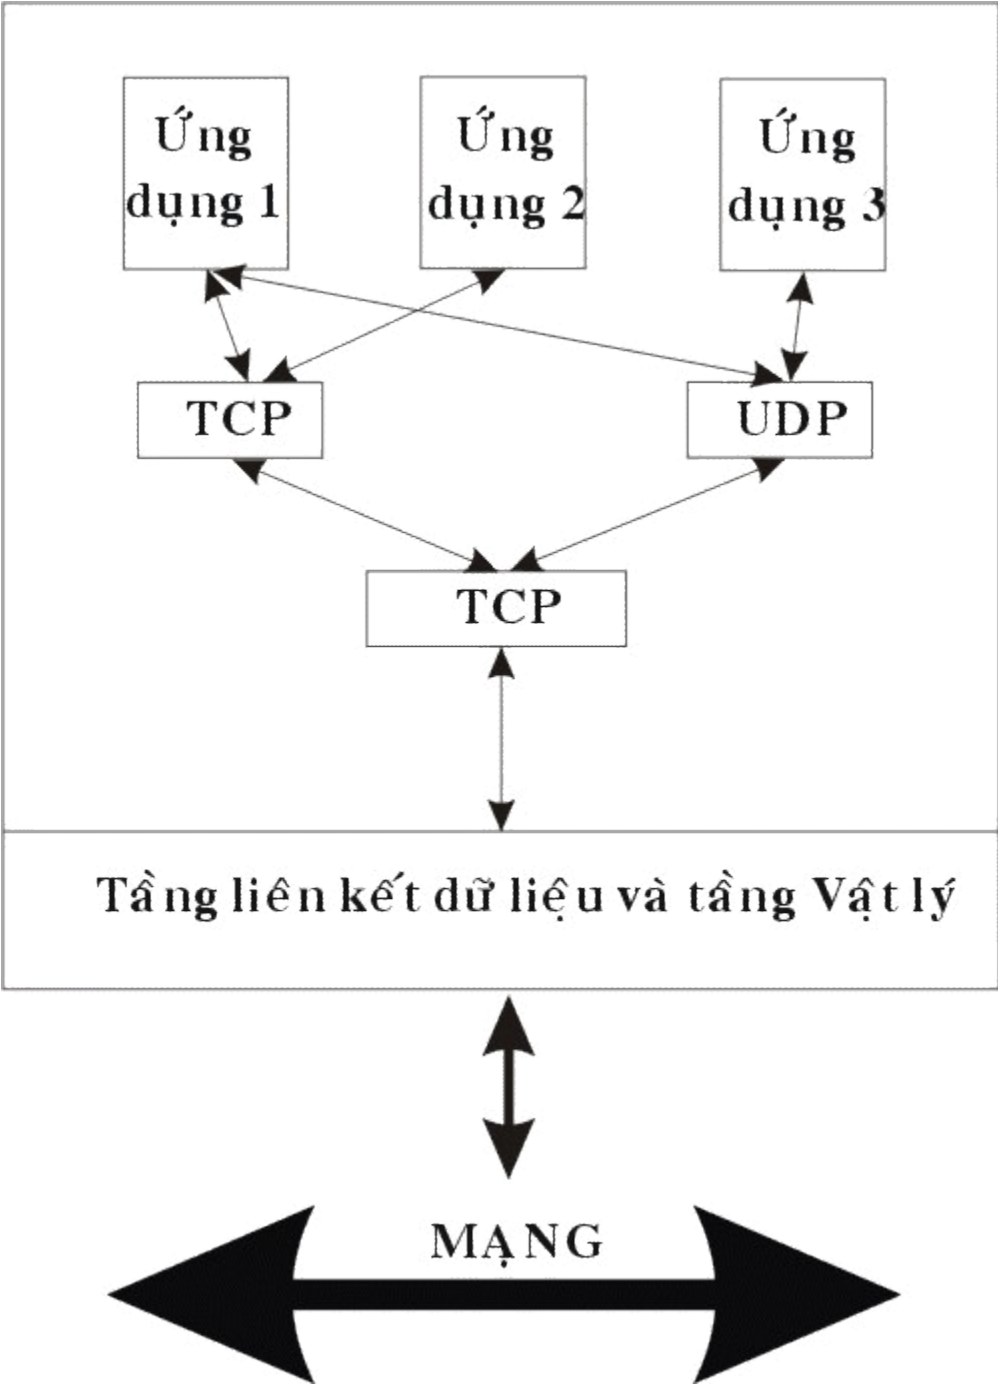 Ứng
dụng 1
Ứng
dụng 2
Ứng
dụng 3
TCP
UDP
TCP
Tầng liên kết dữ liệu và tầng Vật lý
MẠNG